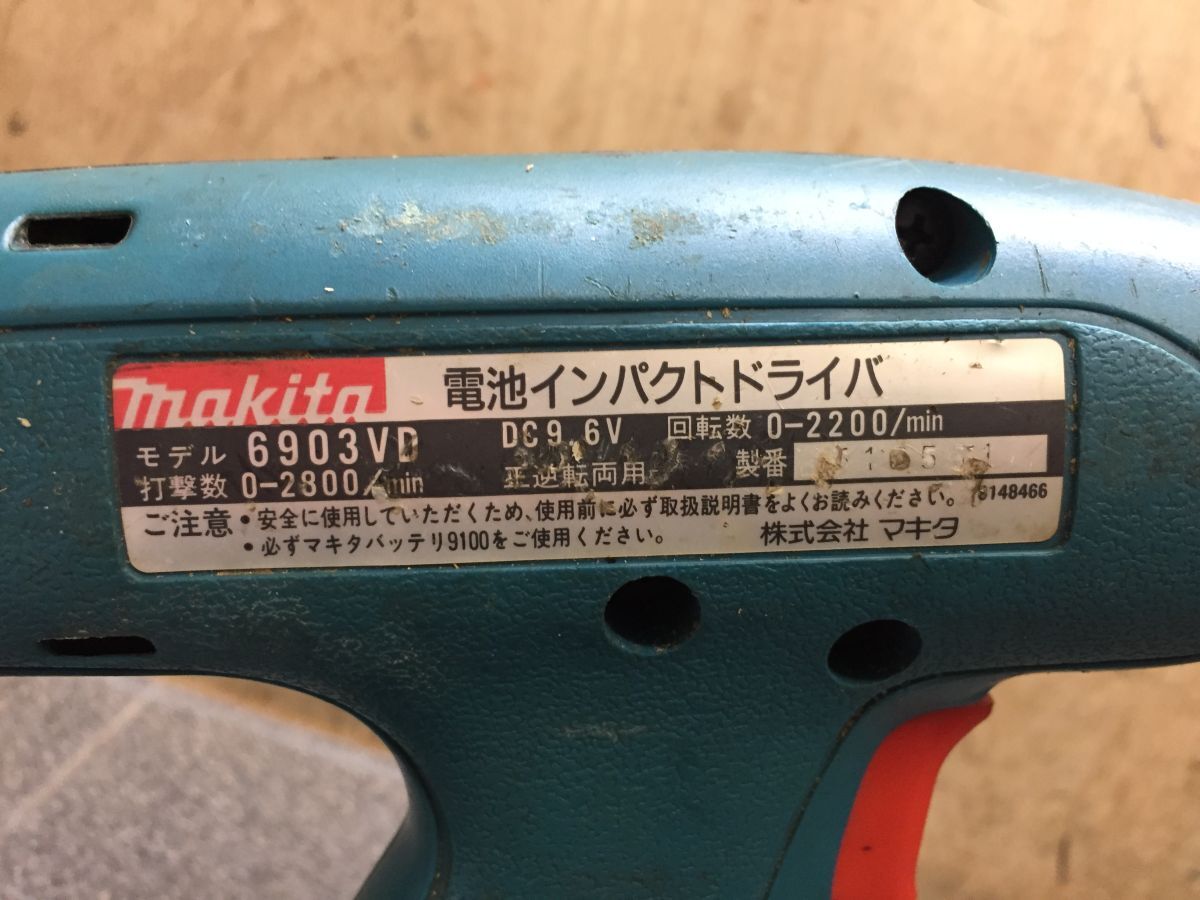 makita 電池インパクトドライバ
モデル 6903VD DC9.6V 回転数 0-2200/min
打撃数 0-2800/min 正逆転両用 製番
ご注意 ・安全に使用していただくため、使用前に必ず取扱説明書をよくお読みください。
・必ずマキタバッテリ9100をご使用ください。 株式会社 マキタ